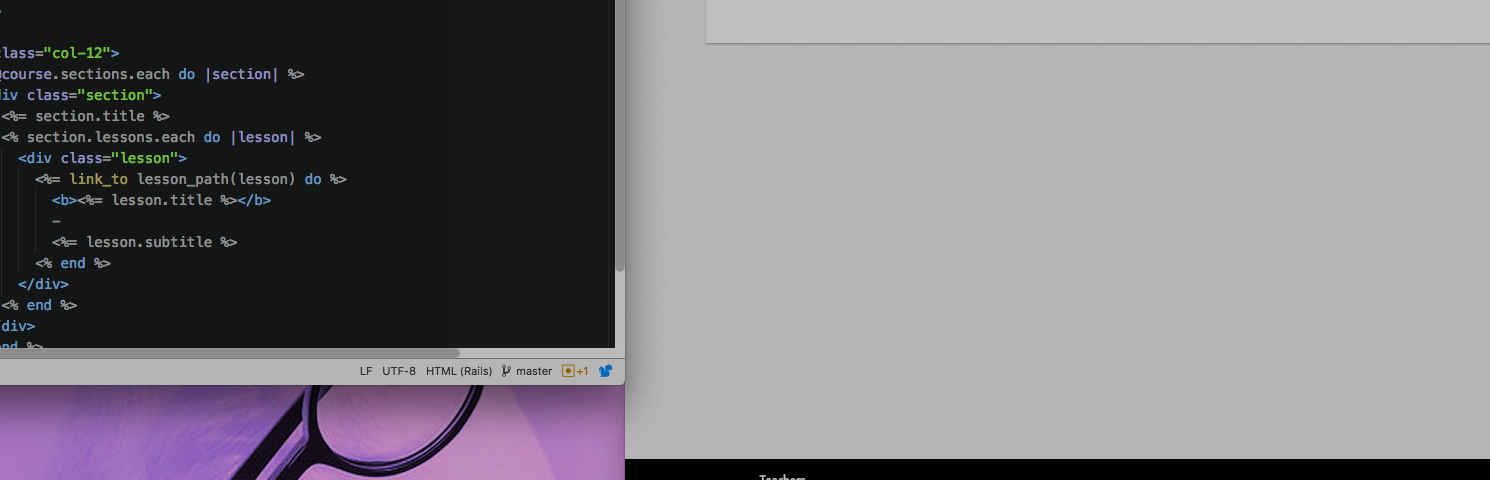 class="col-12">
@course.sections.each do |section| %>
div class="section">
<%= section.title %>
<% section.lessons.each do |lesson| %>
<div class="lesson">
<%= link_to lesson_path(lesson) do %>
<b><%= lesson.title %></b>
–
<%= lesson.subtitle %>
<% end %>
</div>
<% end %>
/div>
end %>
LF UTF-8 HTML (Rails) master +1
Teachers